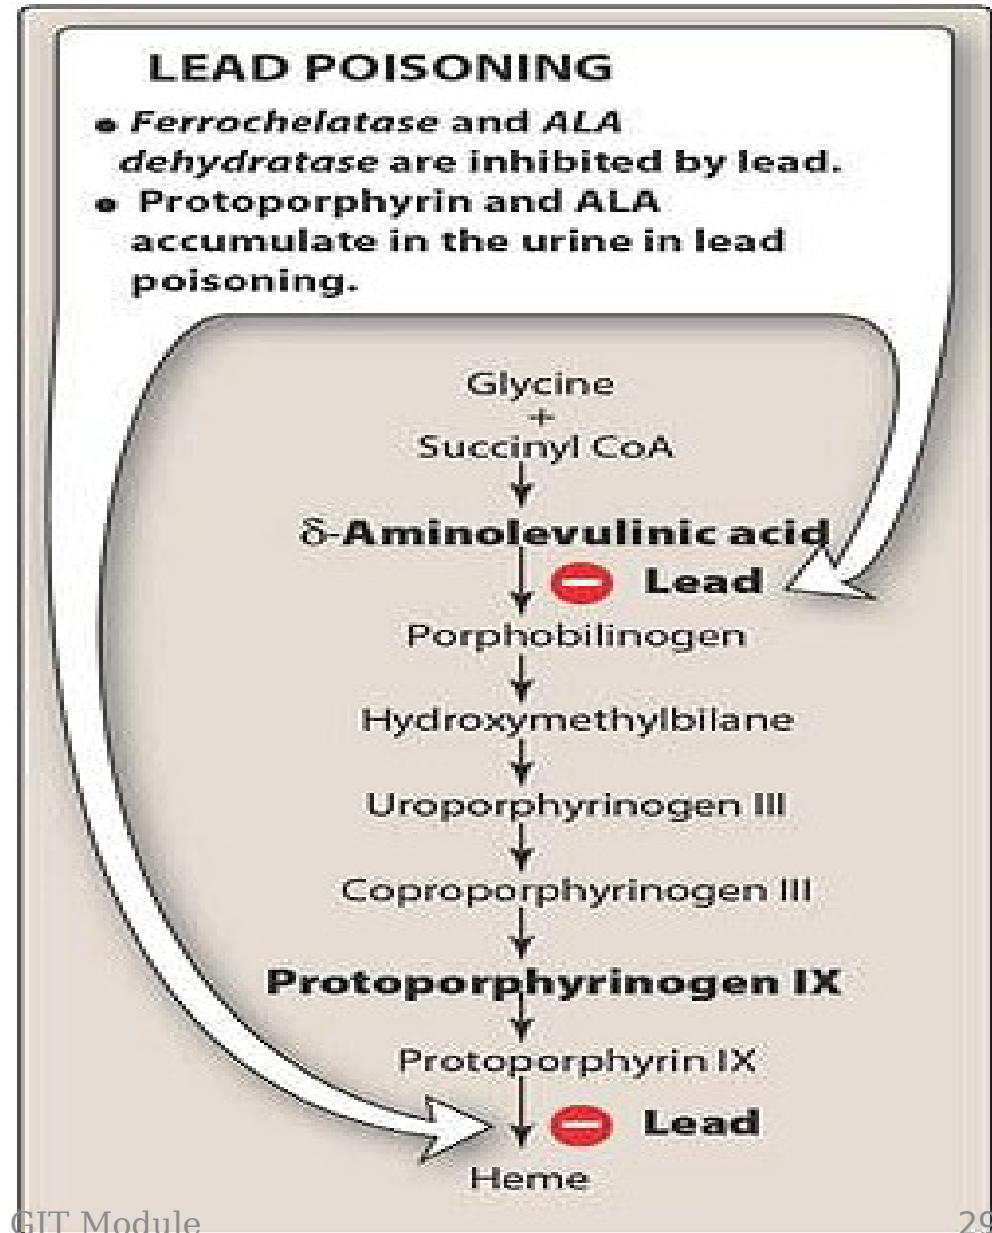 LEAD POISONING
• Ferrochelatase and ALA
dehydratase are inhibited by lead.
• Protoporphyrin and ALA
accumulate in the urine in lead
poisoning.
Glycine
+
Succinyl CoA
δ-Aminolevulinic acid
Lead
Porphobilinogen
Hydroxymethylbilane
Uroporphyrinogen III
Coproporphyrinogen III
Protoporphyrinogen IX
Protoporphyrin IX
Lead
Heme
GIT Module
29